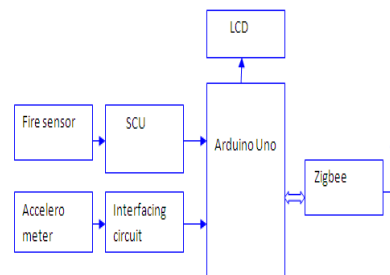 LCD
Fire sensor
SCU
Arduino Uno
Zigbee
Accelero
meter
Interfacing
circuit